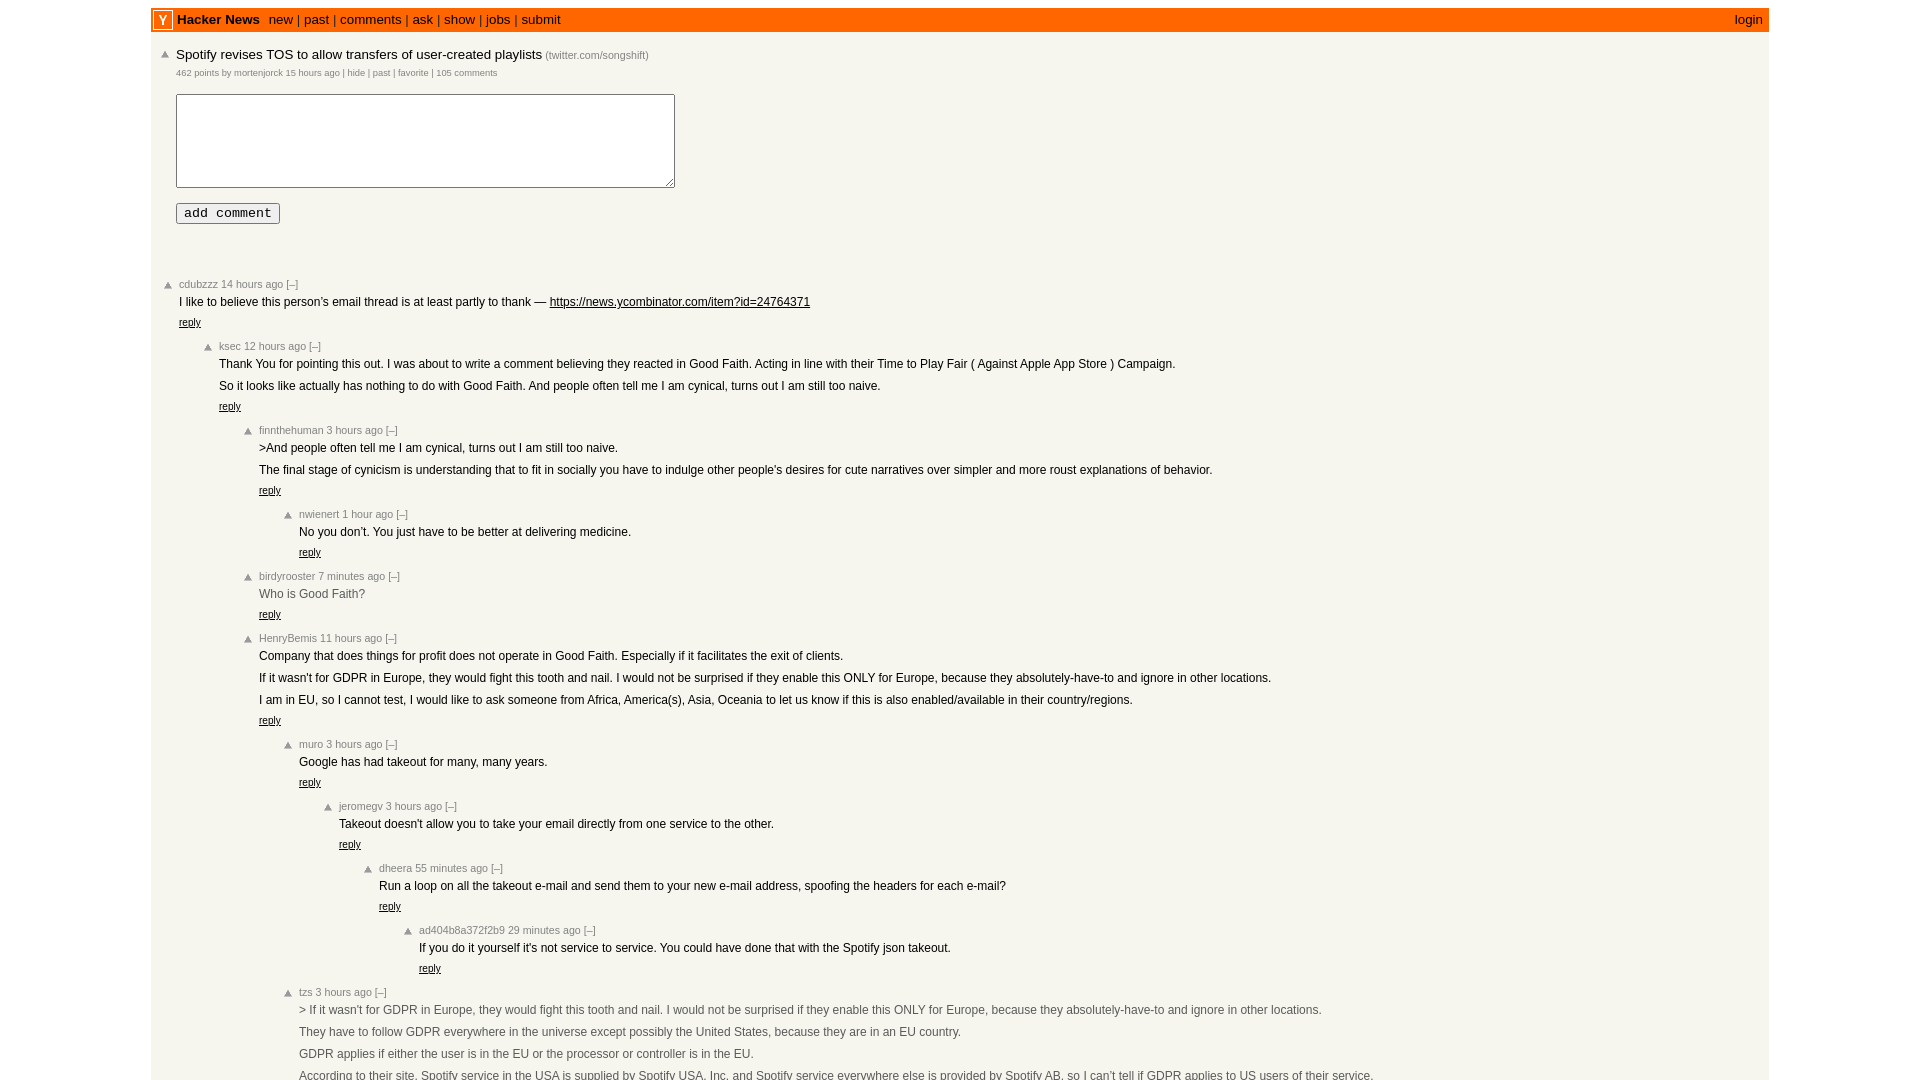 Y Hacker News new | past | comments | ask | show | jobs | submit login
Spotify revises TOS to allow transfers of user-created playlists (twitter.com/songshift)
462 points by mortenjorck 15 hours ago | hide | past | favorite | 105 comments
add comment
cdubzzz 14 hours ago [–]
I like to believe this person’s email thread is at least partly to thank — https://news.ycombinator.com/item?id=24764371
reply
ksec 12 hours ago [–]
Thank You for pointing this out. I was about to write a comment believing they reacted in Good Faith. Acting in line with their Time to Play Fair ( Against Apple App Store ) Campaign.
So it looks like actually has nothing to do with Good Faith. And people often tell me I am cynical, turns out I am still too naive.
reply
finnthehuman 3 hours ago [–]
>And people often tell me I am cynical, turns out I am still too naive.
The final stage of cynicism is understanding that to fit in socially you have to indulge other people's desires for cute narratives over simpler and more roust explanations of behavior.
reply
nwienert 1 hour ago [–]
No you don’t. You just have to be better at delivering medicine.
reply
birdyrooster 7 minutes ago [–]
Who is Good Faith?
reply
HenryBemis 11 hours ago [–]
Company that does things for profit does not operate in Good Faith. Especially if it facilitates the exit of clients.
If it wasn't for GDPR in Europe, they would fight this tooth and nail. I would not be surprised if they enable this ONLY for Europe, because they absolutely-have-to and ignore in other locations.
I am in EU, so I cannot test, I would like to ask someone from Africa, America(s), Asia, Oceania to let us know if this is also enabled/available in their country/regions.
reply
muro 3 hours ago [–]
Google has had takeout for many, many years.
reply
jeromegv 3 hours ago [–]
Takeout doesn't allow you to take your email directly from one service to the other.
reply
dheera 55 minutes ago [–]
Run a loop on all the takeout e-mail and send them to your new e-mail address, spoofing the headers for each e-mail?
reply
ad404b8a372f2b9 29 minutes ago [–]
If you do it yourself it's not service to service. You could have done that with the Spotify json takeout.
reply
tzs 3 hours ago [–]
> If it wasn't for GDPR in Europe, they would fight this tooth and nail. I would not be surprised if they enable this ONLY for Europe, because they absolutely-have-to and ignore in other locations.
They have to follow GDPR everywhere in the universe except possibly the United States, because they are in an EU country.
GDPR applies if either the user is in the EU or the processor or controller is in the EU.
According to their site, Spotify service in the USA is supplied by Spotify USA, Inc. and Spotify service everywhere else is provided by Spotify AB, so I can’t tell if GDPR applies to US users of their service.